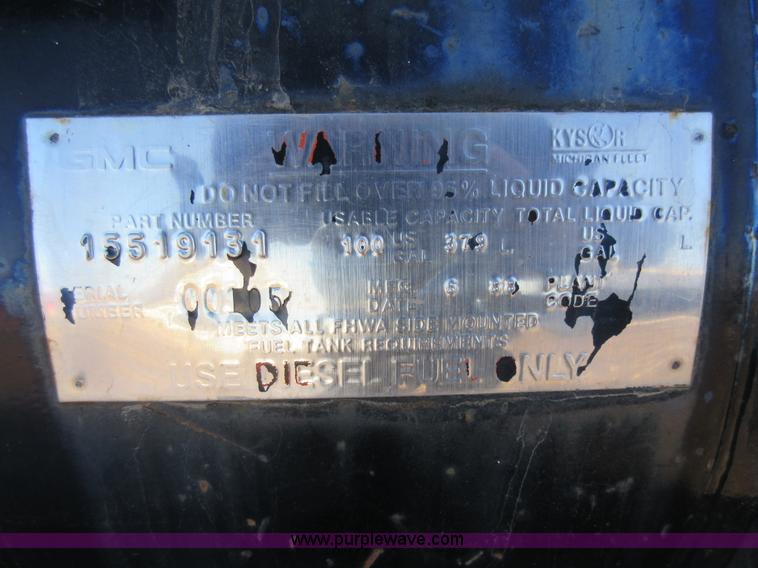 GMC WARNING KYSOR
MICHIGAN FLEET
DO NOT FILL OVER 95% LIQUID CAPACITY
PART NUMBER USABLE CAPACITY TOTAL LIQUID CAP.
15519131 100 US GAL 379 L US GAL L
SERIAL NUMBER MFG. DATE 6 PLANT CODE
MEETS ALL FHWA SIDE MOUNTED
FUEL TANK REQUIREMENTS
USE DIESEL FUEL ONLY
www.purplewave.com